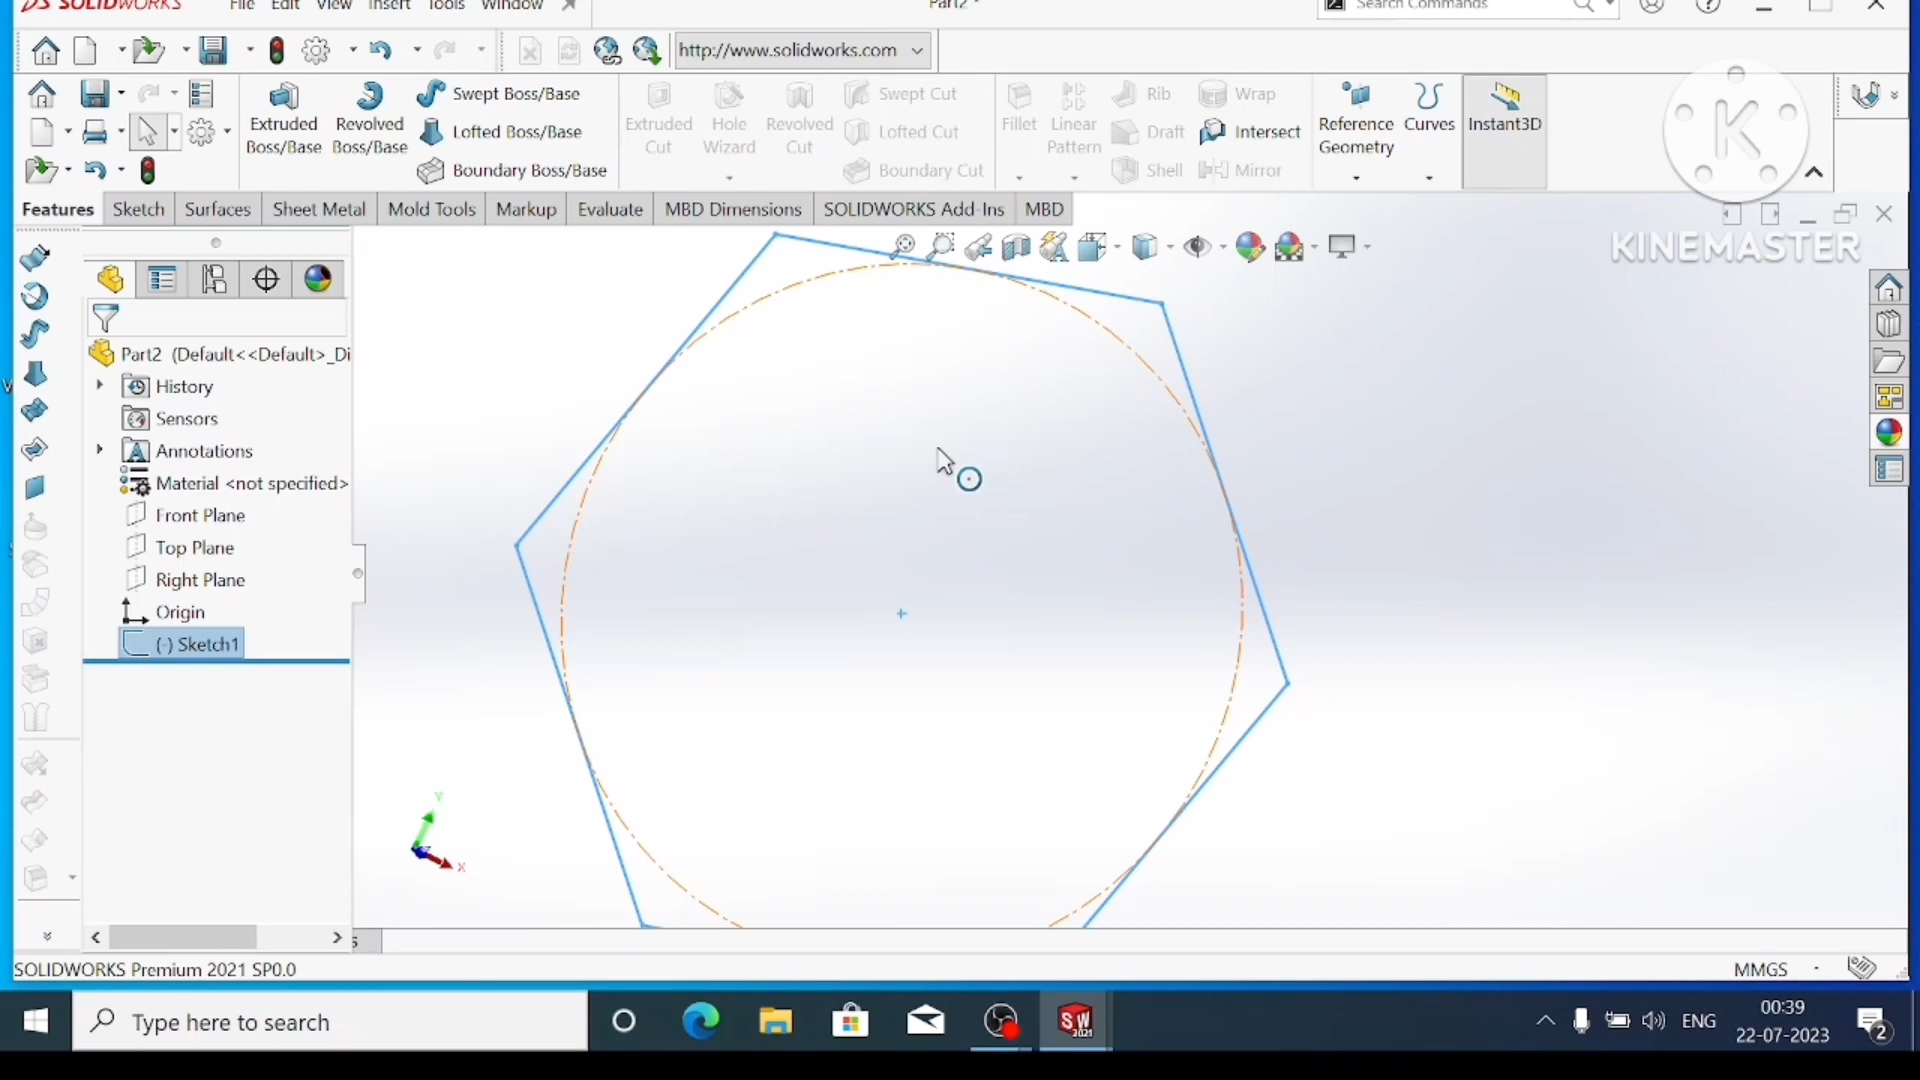 SOLIDWORKS File Edit View Insert Tools Window Part2 * Search Commands
http://www.solidworks.com
Extruded Boss/Base
Revolved Boss/Base
Swept Boss/Base
Lofted Boss/Base
Boundary Boss/Base
Extruded Cut
Hole Wizard
Revolved Cut
Swept Cut
Lofted Cut
Boundary Cut
Fillet
Linear Pattern
Rib
Draft
Shell
Wrap
Intersect
Mirror
Reference Geometry
Curves
Instant3D
K
KINEMASTER
Features Sketch Surfaces Sheet Metal Mold Tools Markup Evaluate MBD Dimensions SOLIDWORKS Add-Ins MBD
Part2 (Default<<Default>_Di
History
Sensors
Annotations
Material <not specified>
Front Plane
Top Plane
Right Plane
Origin
(-) Sketch1
Y
X
SOLIDWORKS Premium 2021 SP0.0
MMGS
Type here to search
SW
2021
ENG
00:39
22-07-2023
2